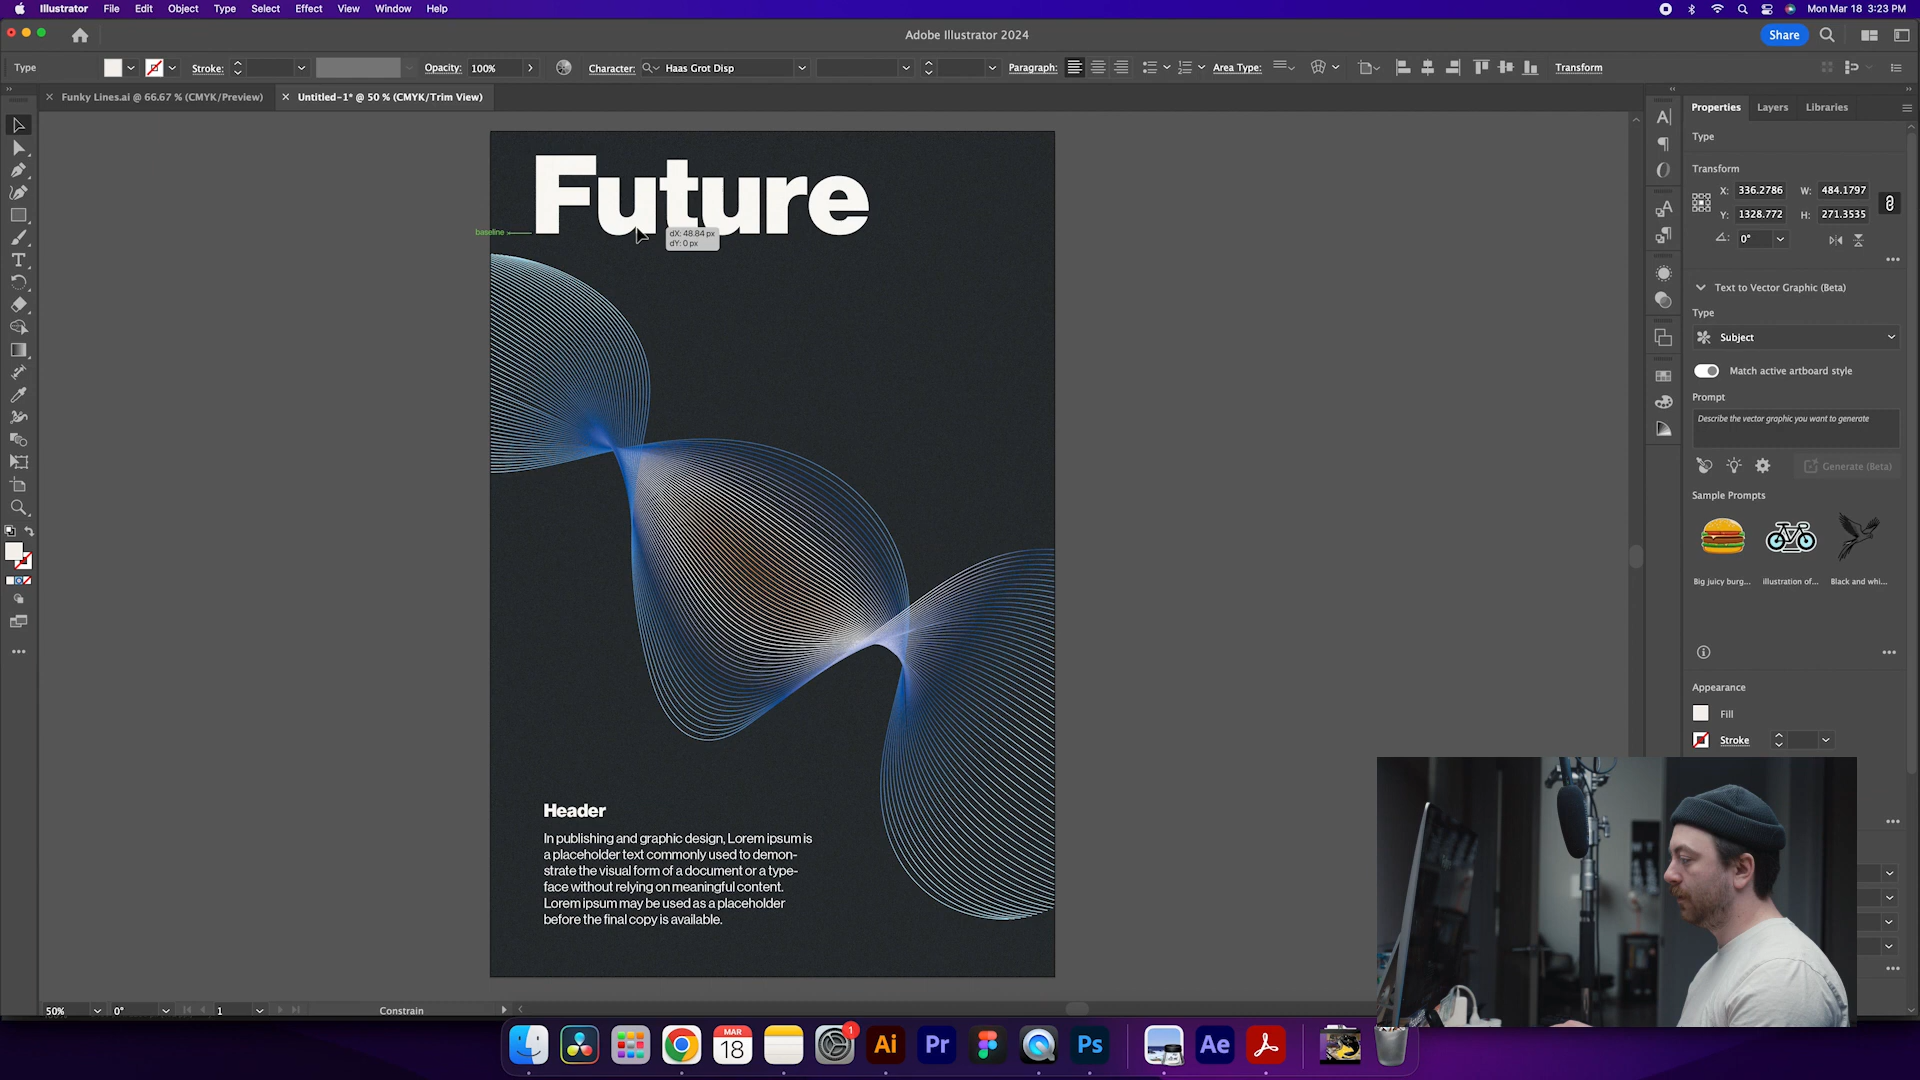 Illustrator File Edit Object Type Select Effect View Window Help
Mon Mar 18 3:23 PM
Adobe Illustrator 2024
Share
Type
Stroke:
Opacity: 100%
Character: Haas Grot Disp
Paragraph:
Area Type:
Transform
Funky Lines.ai @ 66.67 % (CMYK/Preview)
Untitled-1* @ 50 % (CMYK/Trim View)
Properties Layers Libraries
Type
Transform
X: 336.2786 W: 484.1797
Y: 1328.772 H: 271.3535
0°
Text to Vector Graphic (Beta)
Type
Subject
Match active artboard style
Prompt
Describe the vector graphic you want to generate
Generate (Beta)
Sample Prompts
Big juicy burg... illustration of... Black and whi...
Appearance
Fill
Stroke
Future
baseline
dX: 48.84 px
dY: 0 px
Header
In publishing and graphic design, Lorem ipsum is
a placeholder text commonly used to demon-
strate the visual form of a document or a type-
face without relying on meaningful content.
Lorem ipsum may be used as a placeholder
before the final copy is available.
50% 0° 1 Constrain
MAR
18
1
Ai Pr Ps Ae